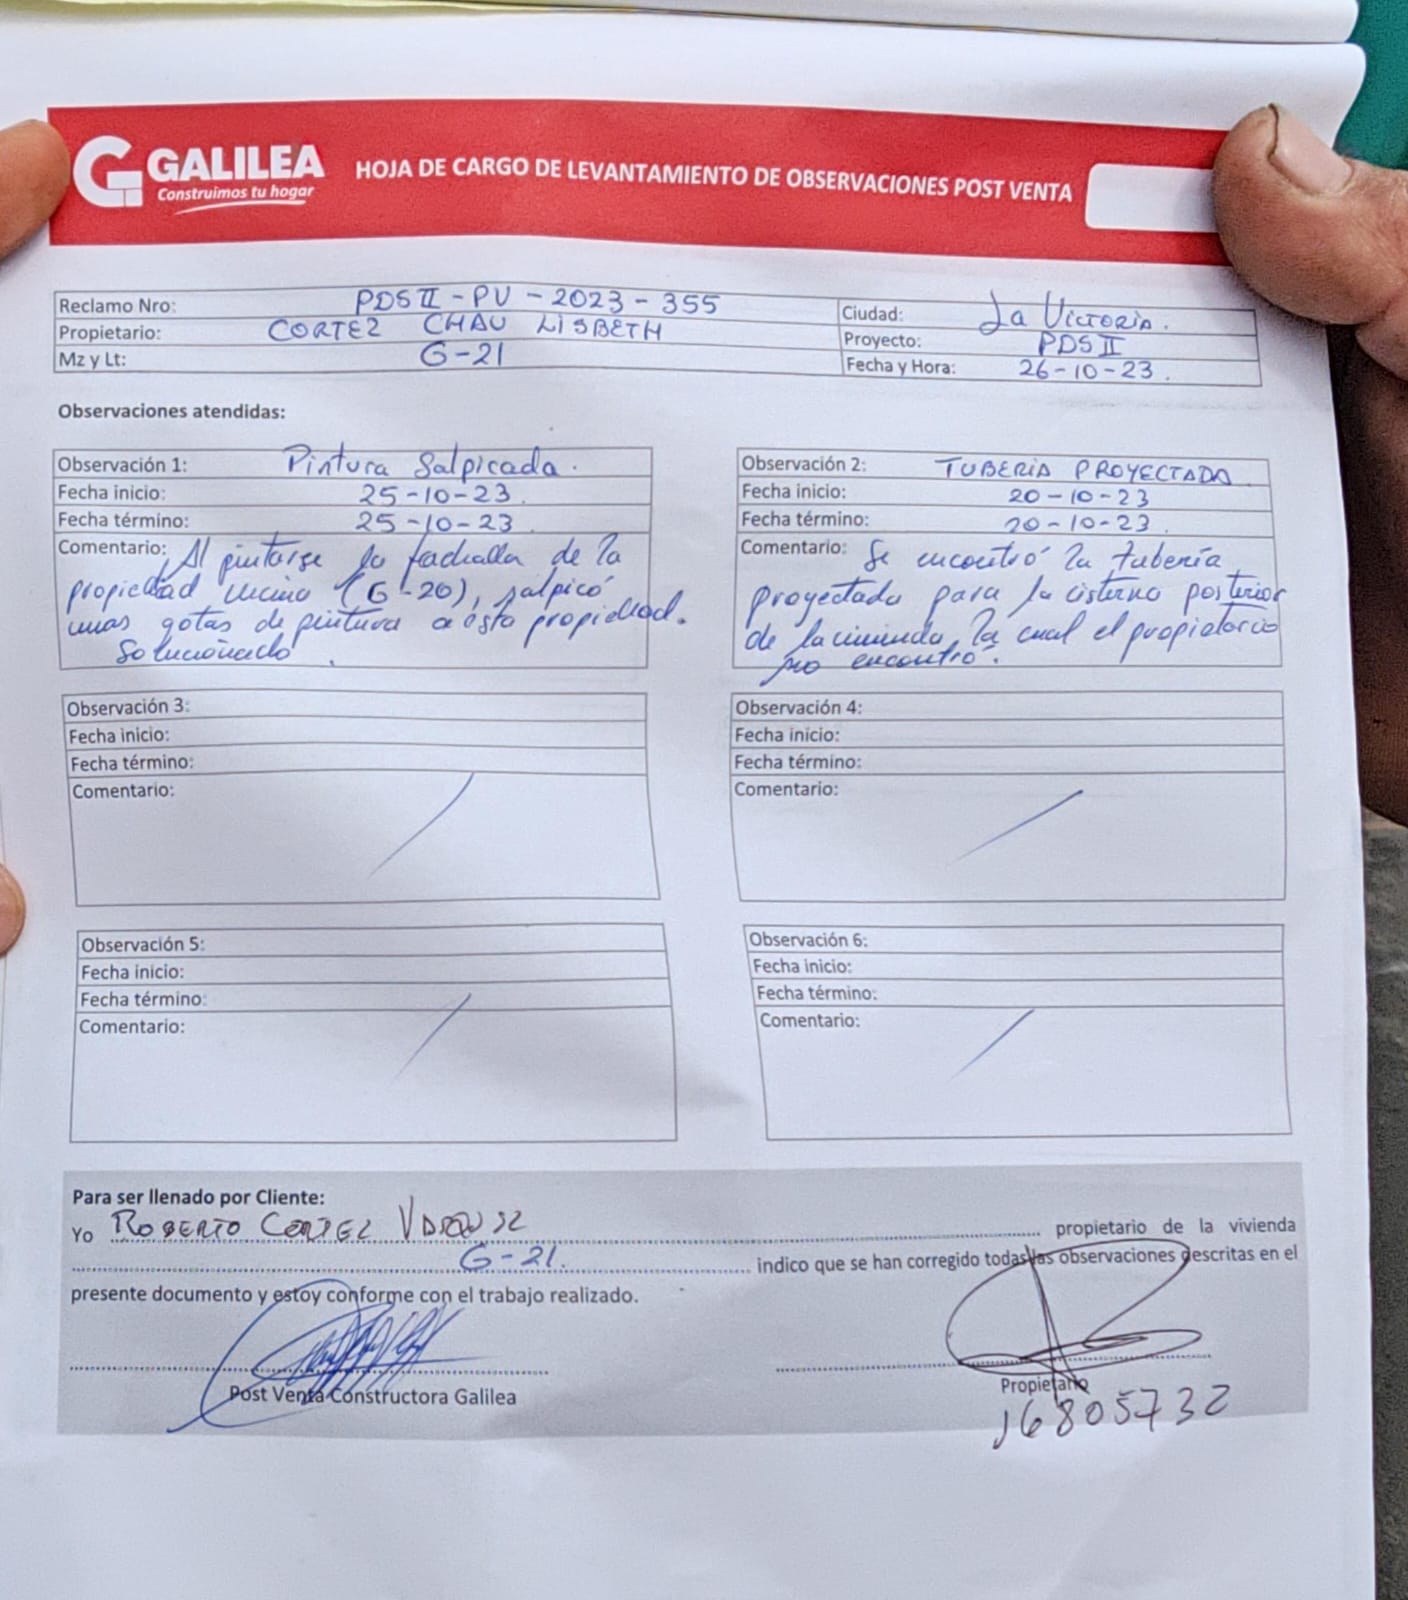 GALILEA
Construimos tu hogar
HOJA DE CARGO DE LEVANTAMIENTO DE OBSERVACIONES POST VENTA
Reclamo Nro: PDS II - PV - 2023 - 355
Propietario: CORTEZ CHAU LISBETH
Mz y Lt: G-21
Ciudad: La Victoria.
Proyecto: PDS II
Fecha y Hora: 26-10-23.
Observaciones atendidas:
Observación 1: Pintura Salpicada.
Fecha inicio: 25-10-23.
Fecha término: 25-10-23.
Comentario: Al pintarse la fachada de la
propiedad vecina (G-20), salpicó
unas gotas de pintura a esta propiedad.
Solucionado.
Observación 2: TUBERIA PROYECTADA
Fecha inicio: 20-10-23
Fecha término: 20-10-23.
Comentario: Se encontró la tubería
proyectada para la cisterna posterior
de la vivienda, la cual el propietario
no encontró.
Observación 3:
Fecha inicio:
Fecha término:
Comentario:
Observación 4:
Fecha inicio:
Fecha término:
Comentario:
Observación 5:
Fecha inicio:
Fecha término:
Comentario:
Observación 6:
Fecha inicio:
Fecha término:
Comentario:
Para ser llenado por Cliente:
Yo ROBERTO CORTEZ propietario de la vivienda
G-21. indico que se han corregido todas las observaciones descritas en el
presente documento y estoy conforme con el trabajo realizado.
Post Venta Constructora Galilea
Propietario
16805732